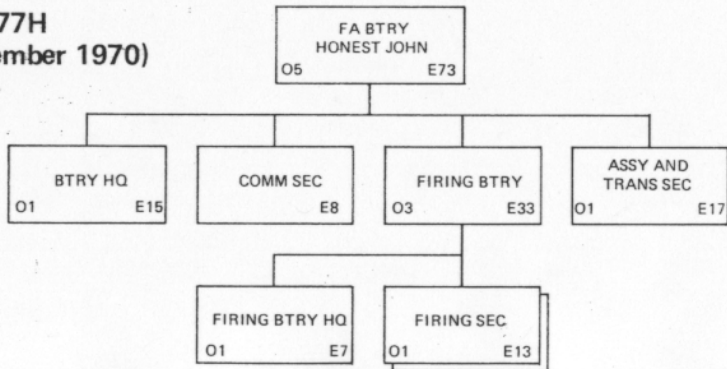 77H
ember 1970)
FA BTRY
HONEST JOHN
O5 E73
BTRY HQ
O1 E15
COMM SEC
E8
FIRING BTRY
O3 E33
ASSY AND
TRANS SEC
O1 E17
FIRING BTRY HQ
O1 E7
FIRING SEC
O1 E13